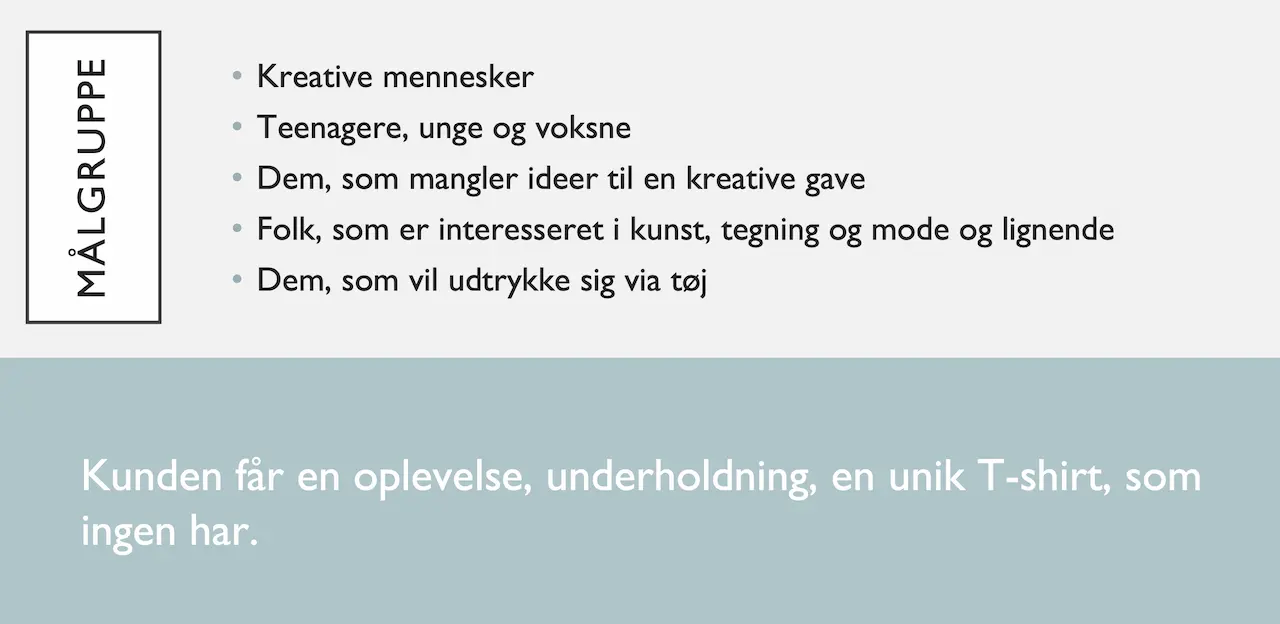 MÅLGRUPPE
• Kreative mennesker
• Teenagere, unge og voksne
• Dem, som mangler ideer til en kreative gave
• Folk, som er interesseret i kunst, tegning og mode og lignende
• Dem, som vil udtrykke sig via tøj
Kunden får en oplevelse, underholdning, en unik T-shirt, som
ingen har.